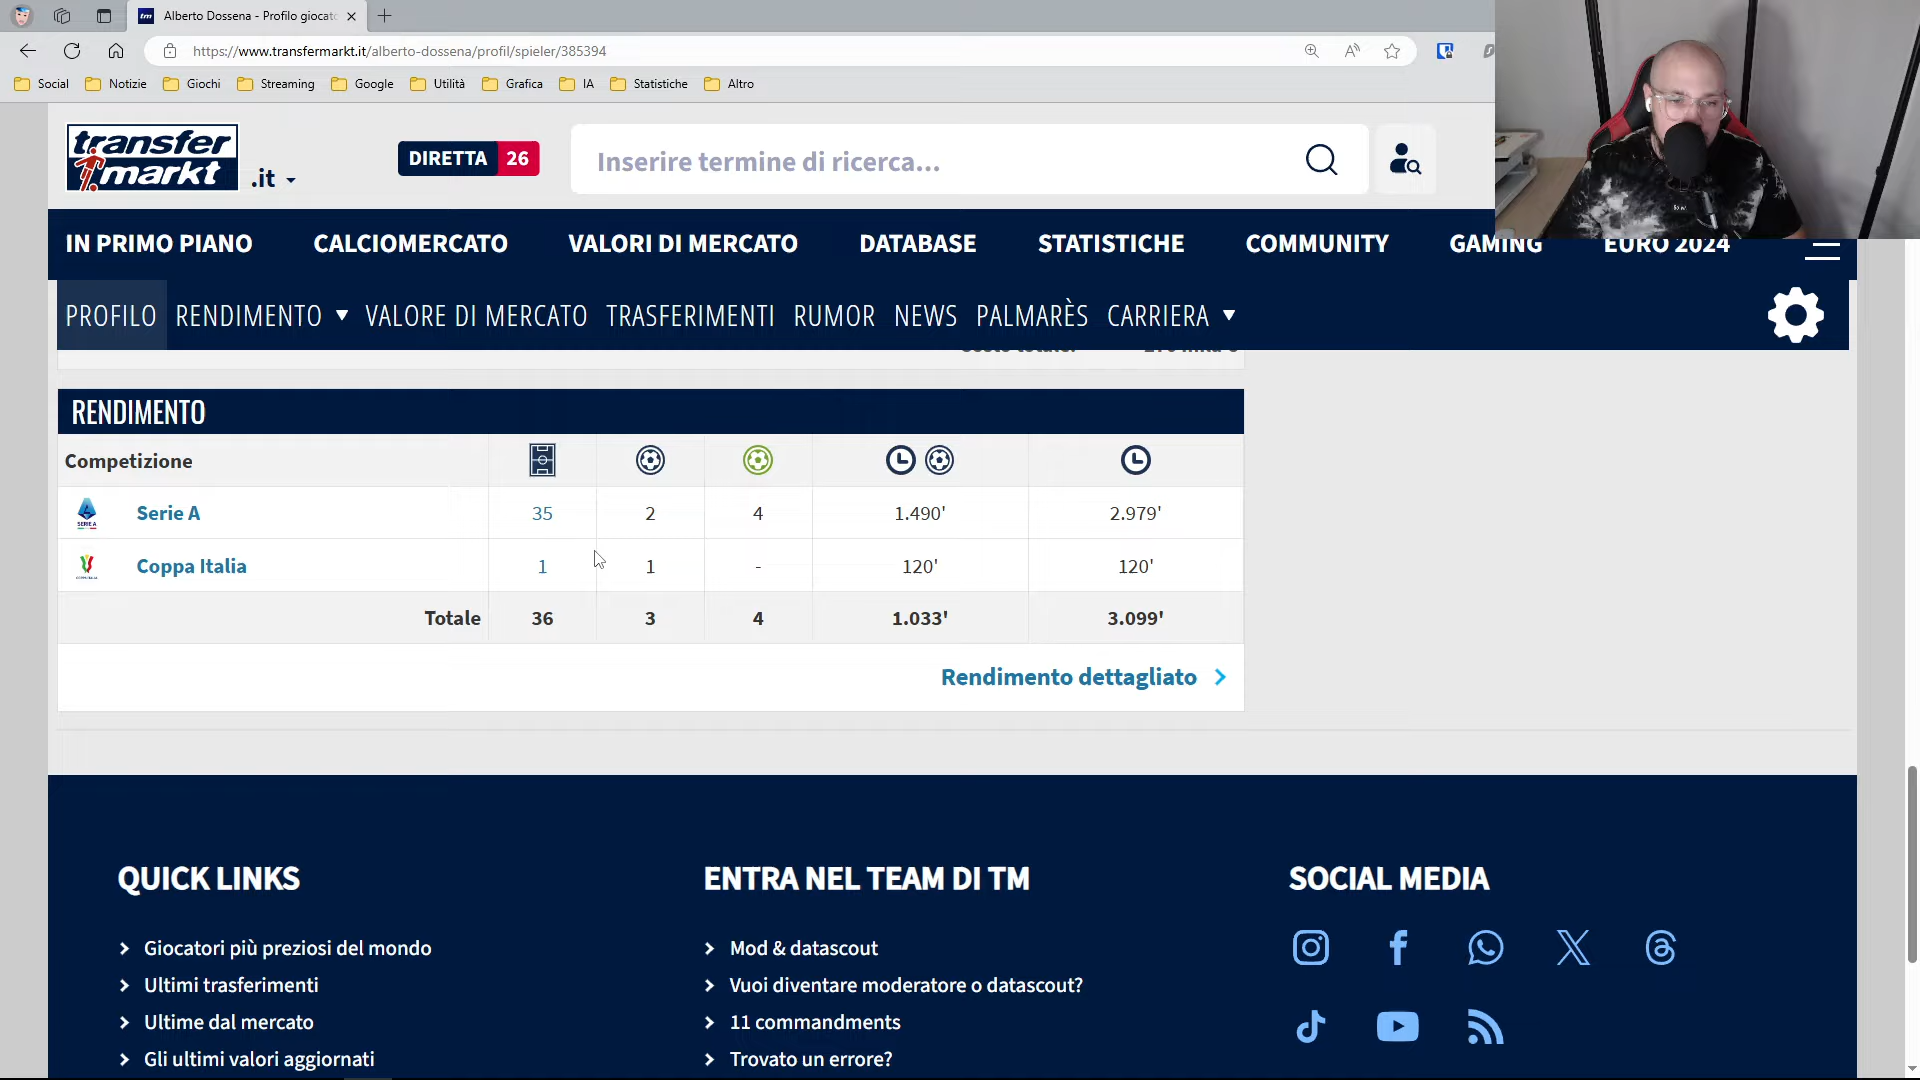 Alberto Dossena - Profilo giocato
https://www.transfermarkt.it/alberto-dossena/profil/spieler/385394
Social Notizie Giochi Streaming Google Utilità Grafica IA Statistiche Altro
transfer
markt
.it
DIRETTA 26
Inserire termine di ricerca...
IN PRIMO PIANO CALCIOMERCATO VALORI DI MERCATO DATABASE STATISTICHE COMMUNITY GAMING EURO 2024
PROFILO RENDIMENTO VALORE DI MERCATO TRASFERIMENTI RUMOR NEWS PALMARÈS CARRIERA
RENDIMENTO
Competizione
Serie A 35 2 4 1.490' 2.979'
Coppa Italia 1 1 - 120' 120'
Totale 36 3 4 1.033' 3.099'
Rendimento dettagliato
QUICK LINKS
Giocatori più preziosi del mondo
Ultimi trasferimenti
Ultime dal mercato
Gli ultimi valori aggiornati
ENTRA NEL TEAM DI TM
Mod & datascout
Vuoi diventare moderatore o datascout?
11 commandments
Trovato un errore?
SOCIAL MEDIA